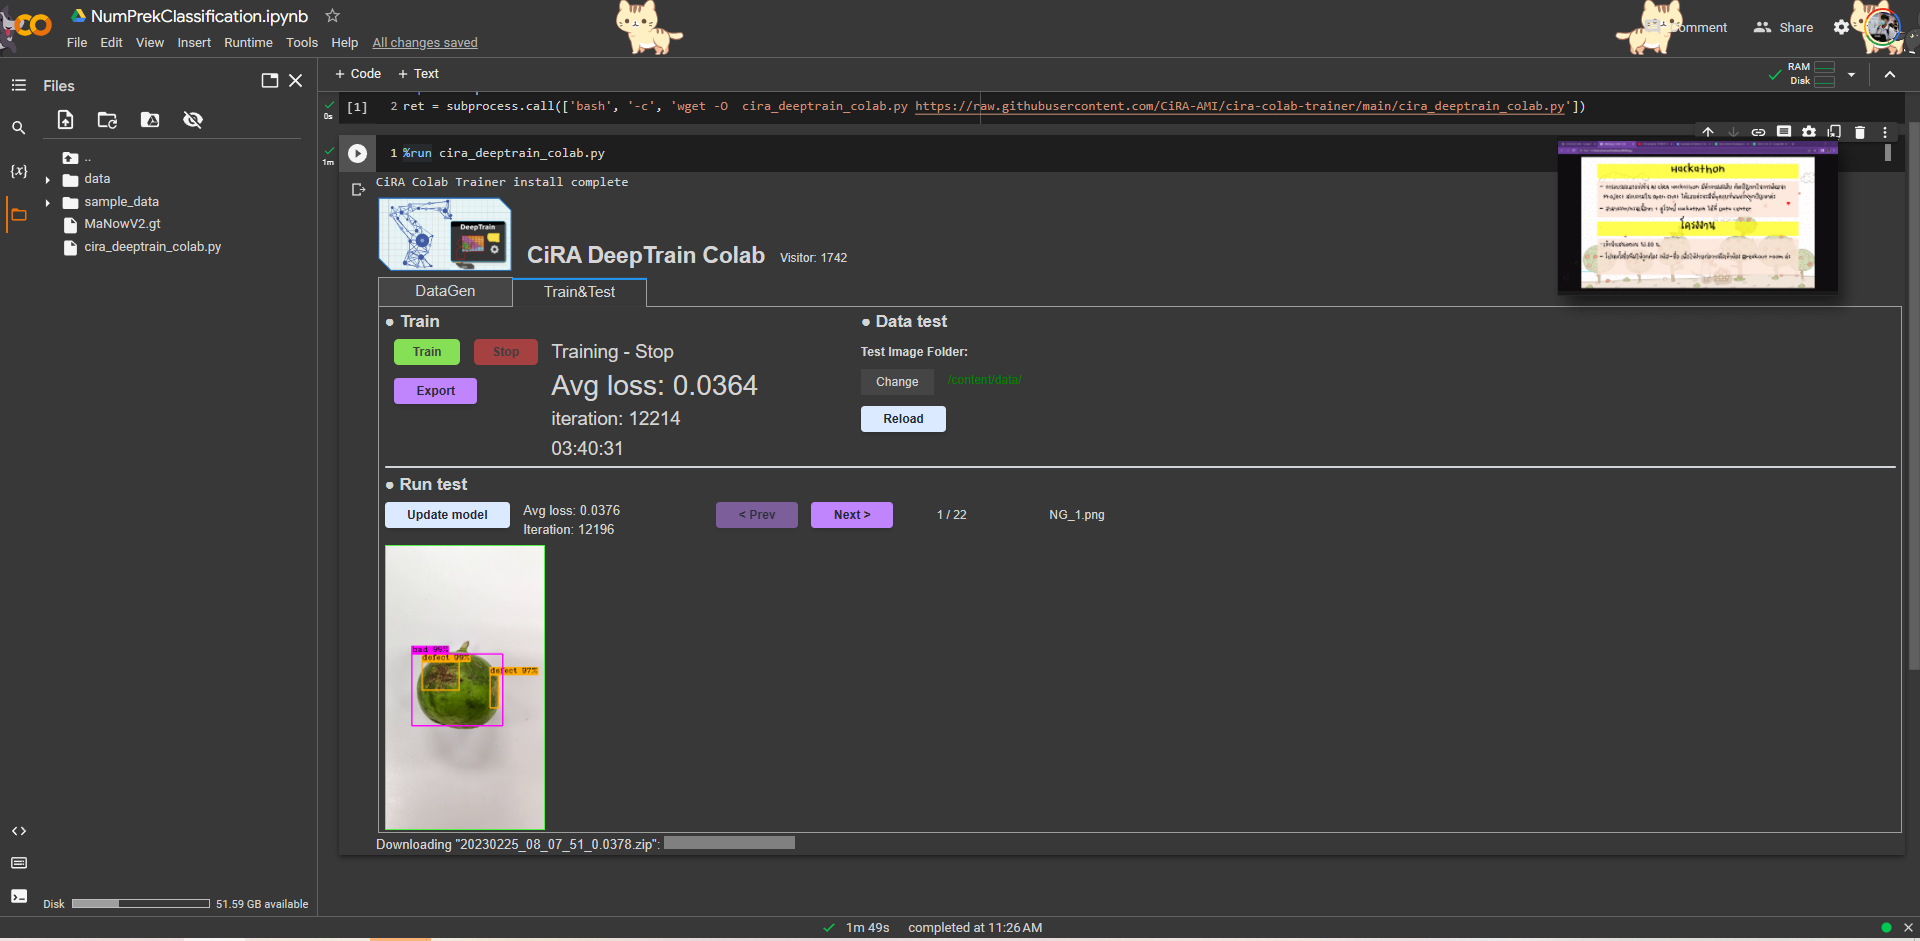 NumPrekClassification.ipynb
File Edit View Insert Runtime Tools Help All changes saved
Share
Files
..
data
sample_data
MaNowV2.gt
cira_deeptrain_colab.py
Disk 51.59 GB available
+ Code + Text
RAM
Disk
0s
[1] 2 ret = subprocess.call(['bash', '-c', 'wget -O cira_deeptrain_colab.py https://raw.githubusercontent.com/CiRA-AMI/cira-colab-trainer/main/cira_deeptrain_colab.py'])
1m
1 %run cira_deeptrain_colab.py
CiRA Colab Trainer install complete
DeepTrain
CiRA DeepTrain Colab Visitor: 1742
DataGen Train&Test
Train
Train Stop Training - Stop
Export Avg loss: 0.0364
iteration: 12214
03:40:31
Data test
Test Image Folder:
Change /content/data/
Reload
Run test
Update model Avg loss: 0.0376
Iteration: 12196
< Prev Next > 1 / 22 NG_1.png
bad 99%
defect 99%
defect 97%
Downloading "20230225_08_07_51_0.0378.zip":
Hackathon
โครงงาน
1m 49s completed at 11:26 AM